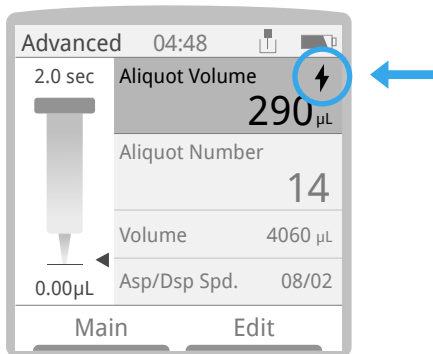 Advanced 04:48
2.0 sec Aliquot Volume
290 µL
Aliquot Number
14
Volume 4060 µL
0.00µL Asp/Dsp Spd. 08/02
Main Edit